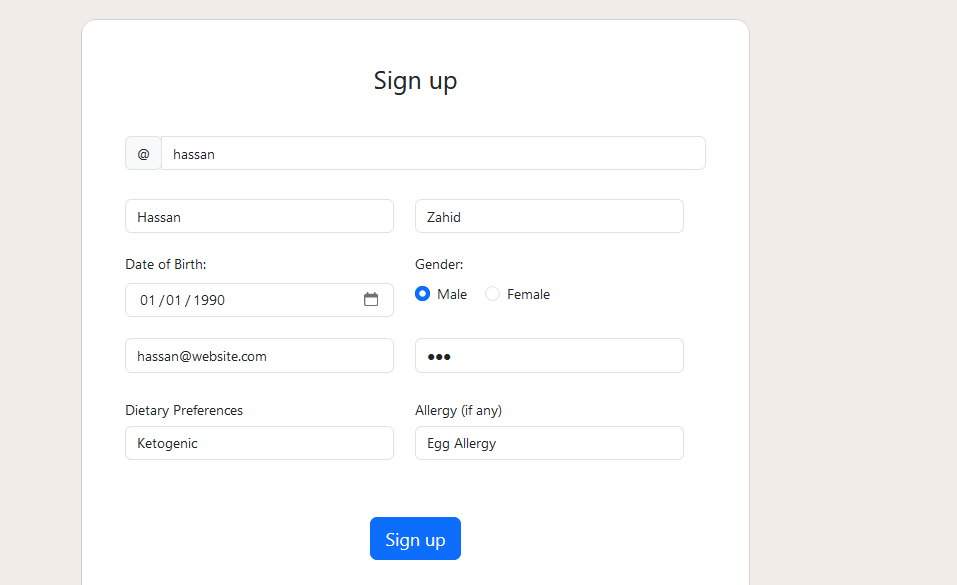 Sign up
@ hassan
Hassan Zahid
Date of Birth: Gender:
01/01/1990 Male Female
hassan@website.com •••
Dietary Preferences Allergy (if any)
Ketogenic Egg Allergy
Sign up